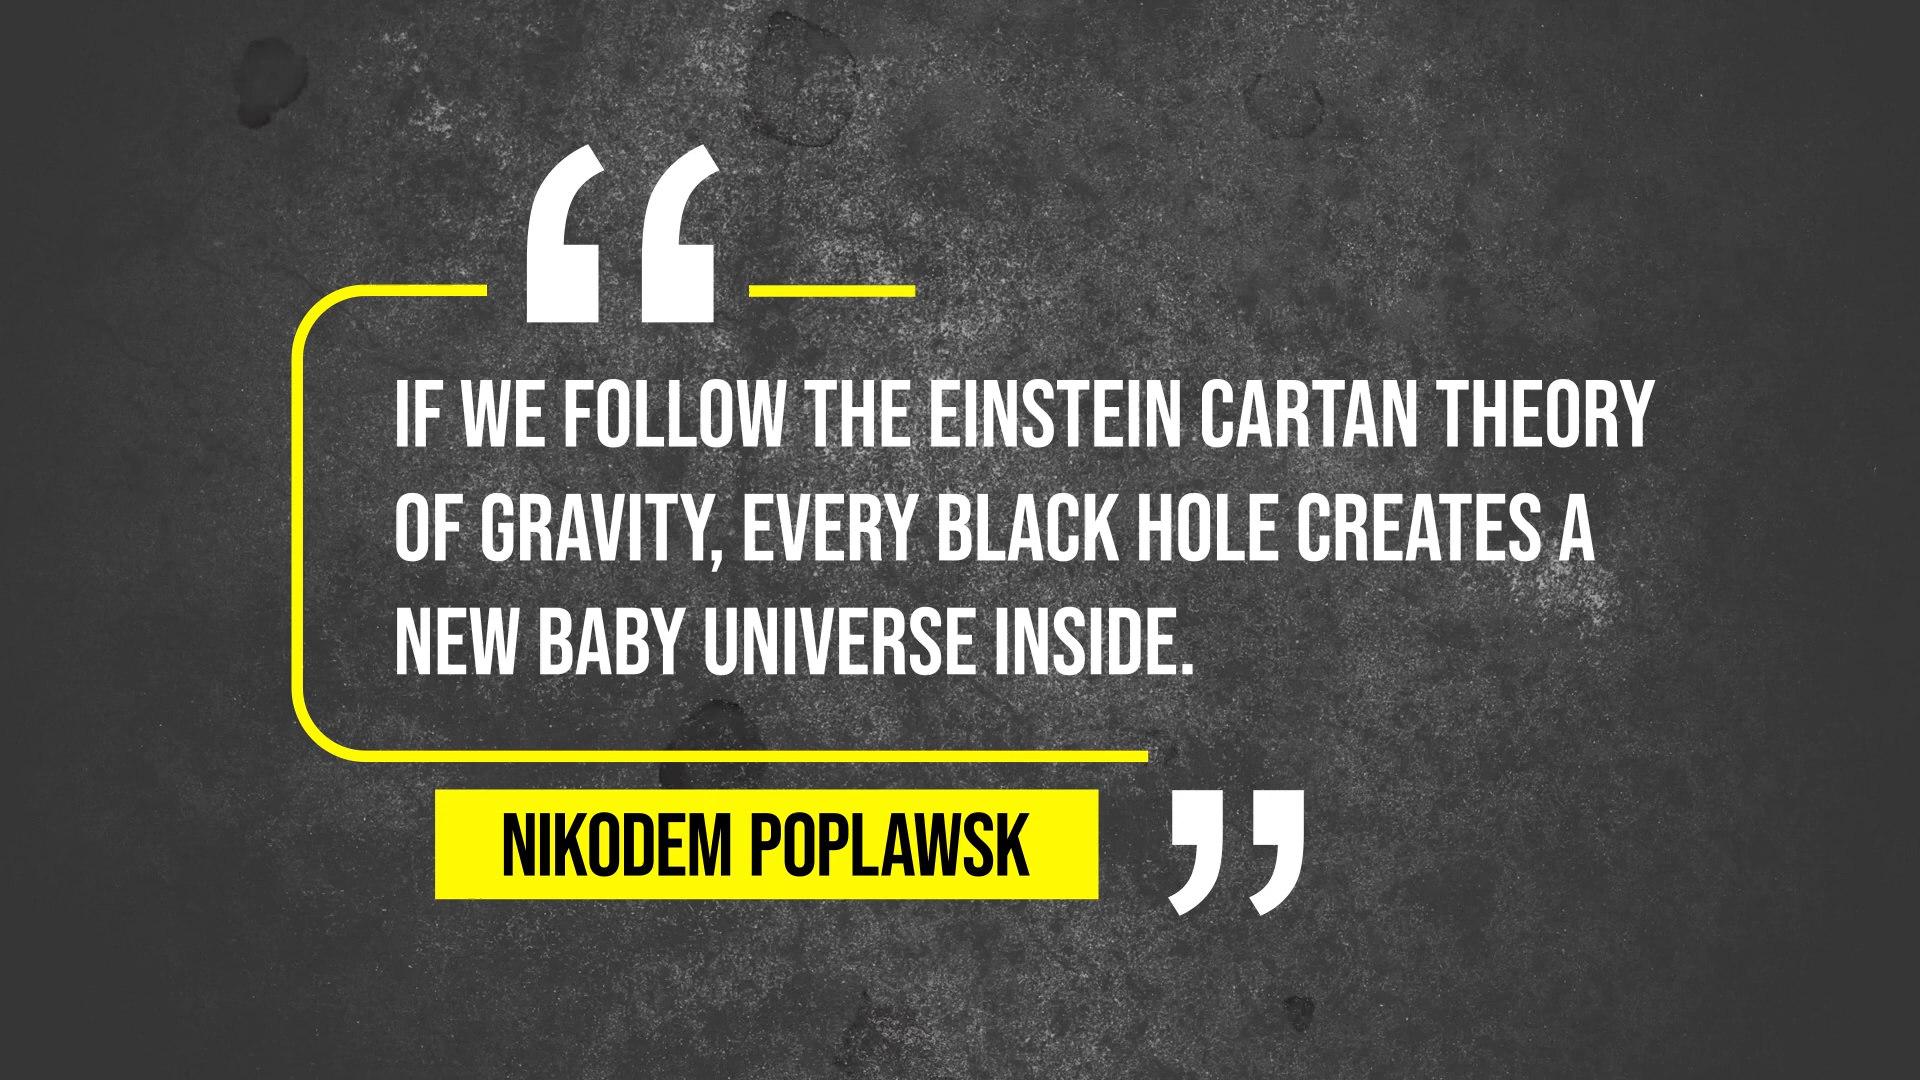 “
IF WE FOLLOW THE EINSTEIN CARTAN THEORY
OF GRAVITY, EVERY BLACK HOLE CREATES A
NEW BABY UNIVERSE INSIDE.
NIKODEM POPLAWSK ”